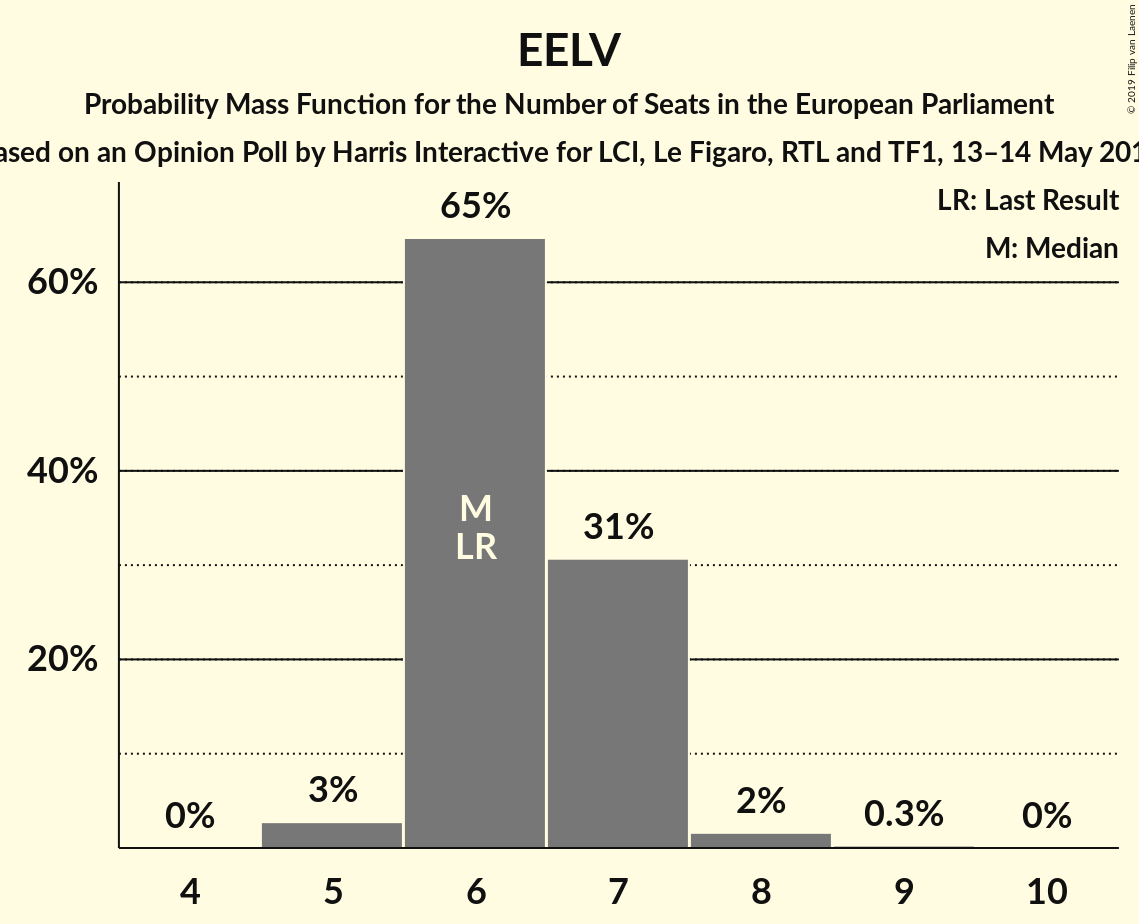 EELV
Probability Mass Function for the Number of Seats in the European Parliament
on an Opinion Poll by Harris Interactive for LCI, Le Figaro, RTL and TF1, 13–14 May
© 2019 Filip van Laenen
LR: Last Result
M: Median
65%
60%
40%
M
LR
31%
20%
0%
3%
2%
0.3%
0%
4 5 6 7 8 9 10